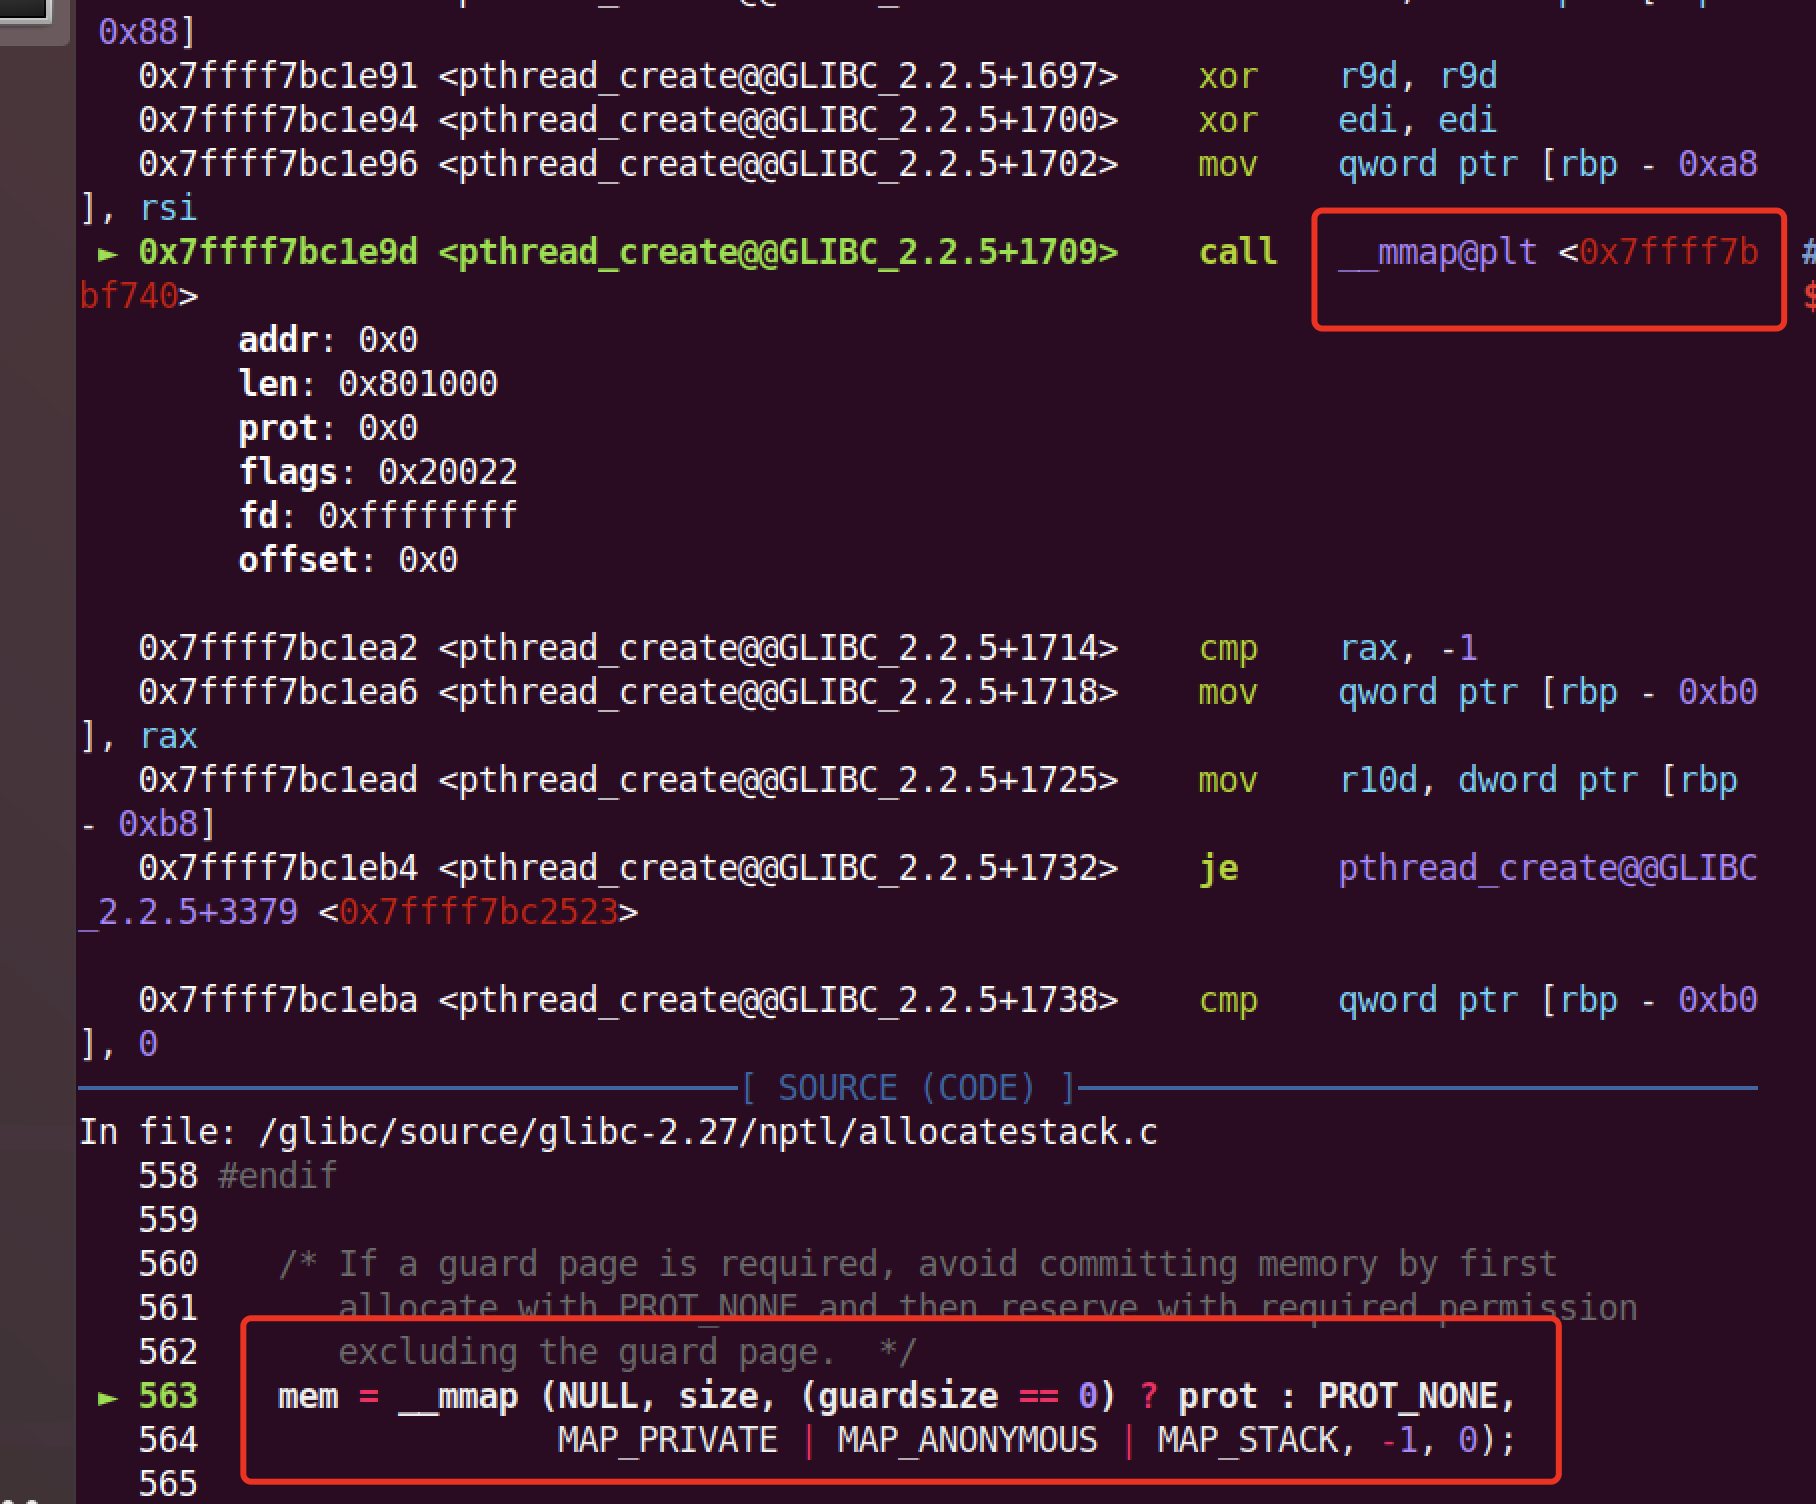 0x88]
0x7ffff7bc1e91 <pthread_create@@GLIBC_2.2.5+1697> xor r9d, r9d
0x7ffff7bc1e94 <pthread_create@@GLIBC_2.2.5+1700> xor edi, edi
0x7ffff7bc1e96 <pthread_create@@GLIBC_2.2.5+1702> mov qword ptr [rbp - 0xa8
], rsi
► 0x7ffff7bc1e9d <pthread_create@@GLIBC_2.2.5+1709> call __mmap@plt <0x7ffff7b #
bf740> $
addr: 0x0
len: 0x801000
prot: 0x0
flags: 0x20022
fd: 0xffffffff
offset: 0x0
0x7ffff7bc1ea2 <pthread_create@@GLIBC_2.2.5+1714> cmp rax, -1
0x7ffff7bc1ea6 <pthread_create@@GLIBC_2.2.5+1718> mov qword ptr [rbp - 0xb0
], rax
0x7ffff7bc1ead <pthread_create@@GLIBC_2.2.5+1725> mov r10d, dword ptr [rbp
- 0xb8]
0x7ffff7bc1eb4 <pthread_create@@GLIBC_2.2.5+1732> je pthread_create@@GLIBC
_2.2.5+3379 <0x7ffff7bc2523>
0x7ffff7bc1eba <pthread_create@@GLIBC_2.2.5+1738> cmp qword ptr [rbp - 0xb0
], 0
[ SOURCE (CODE) ]
In file: /glibc/source/glibc-2.27/nptl/allocatestack.c
558 #endif
559
560 /* If a guard page is required, avoid committing memory by first
561 allocate with PROT_NONE and then reserve with required permission
562 excluding the guard page. */
► 563 mem = __mmap (NULL, size, (guardsize == 0) ? prot : PROT_NONE,
564 MAP_PRIVATE | MAP_ANONYMOUS | MAP_STACK, -1, 0);
565